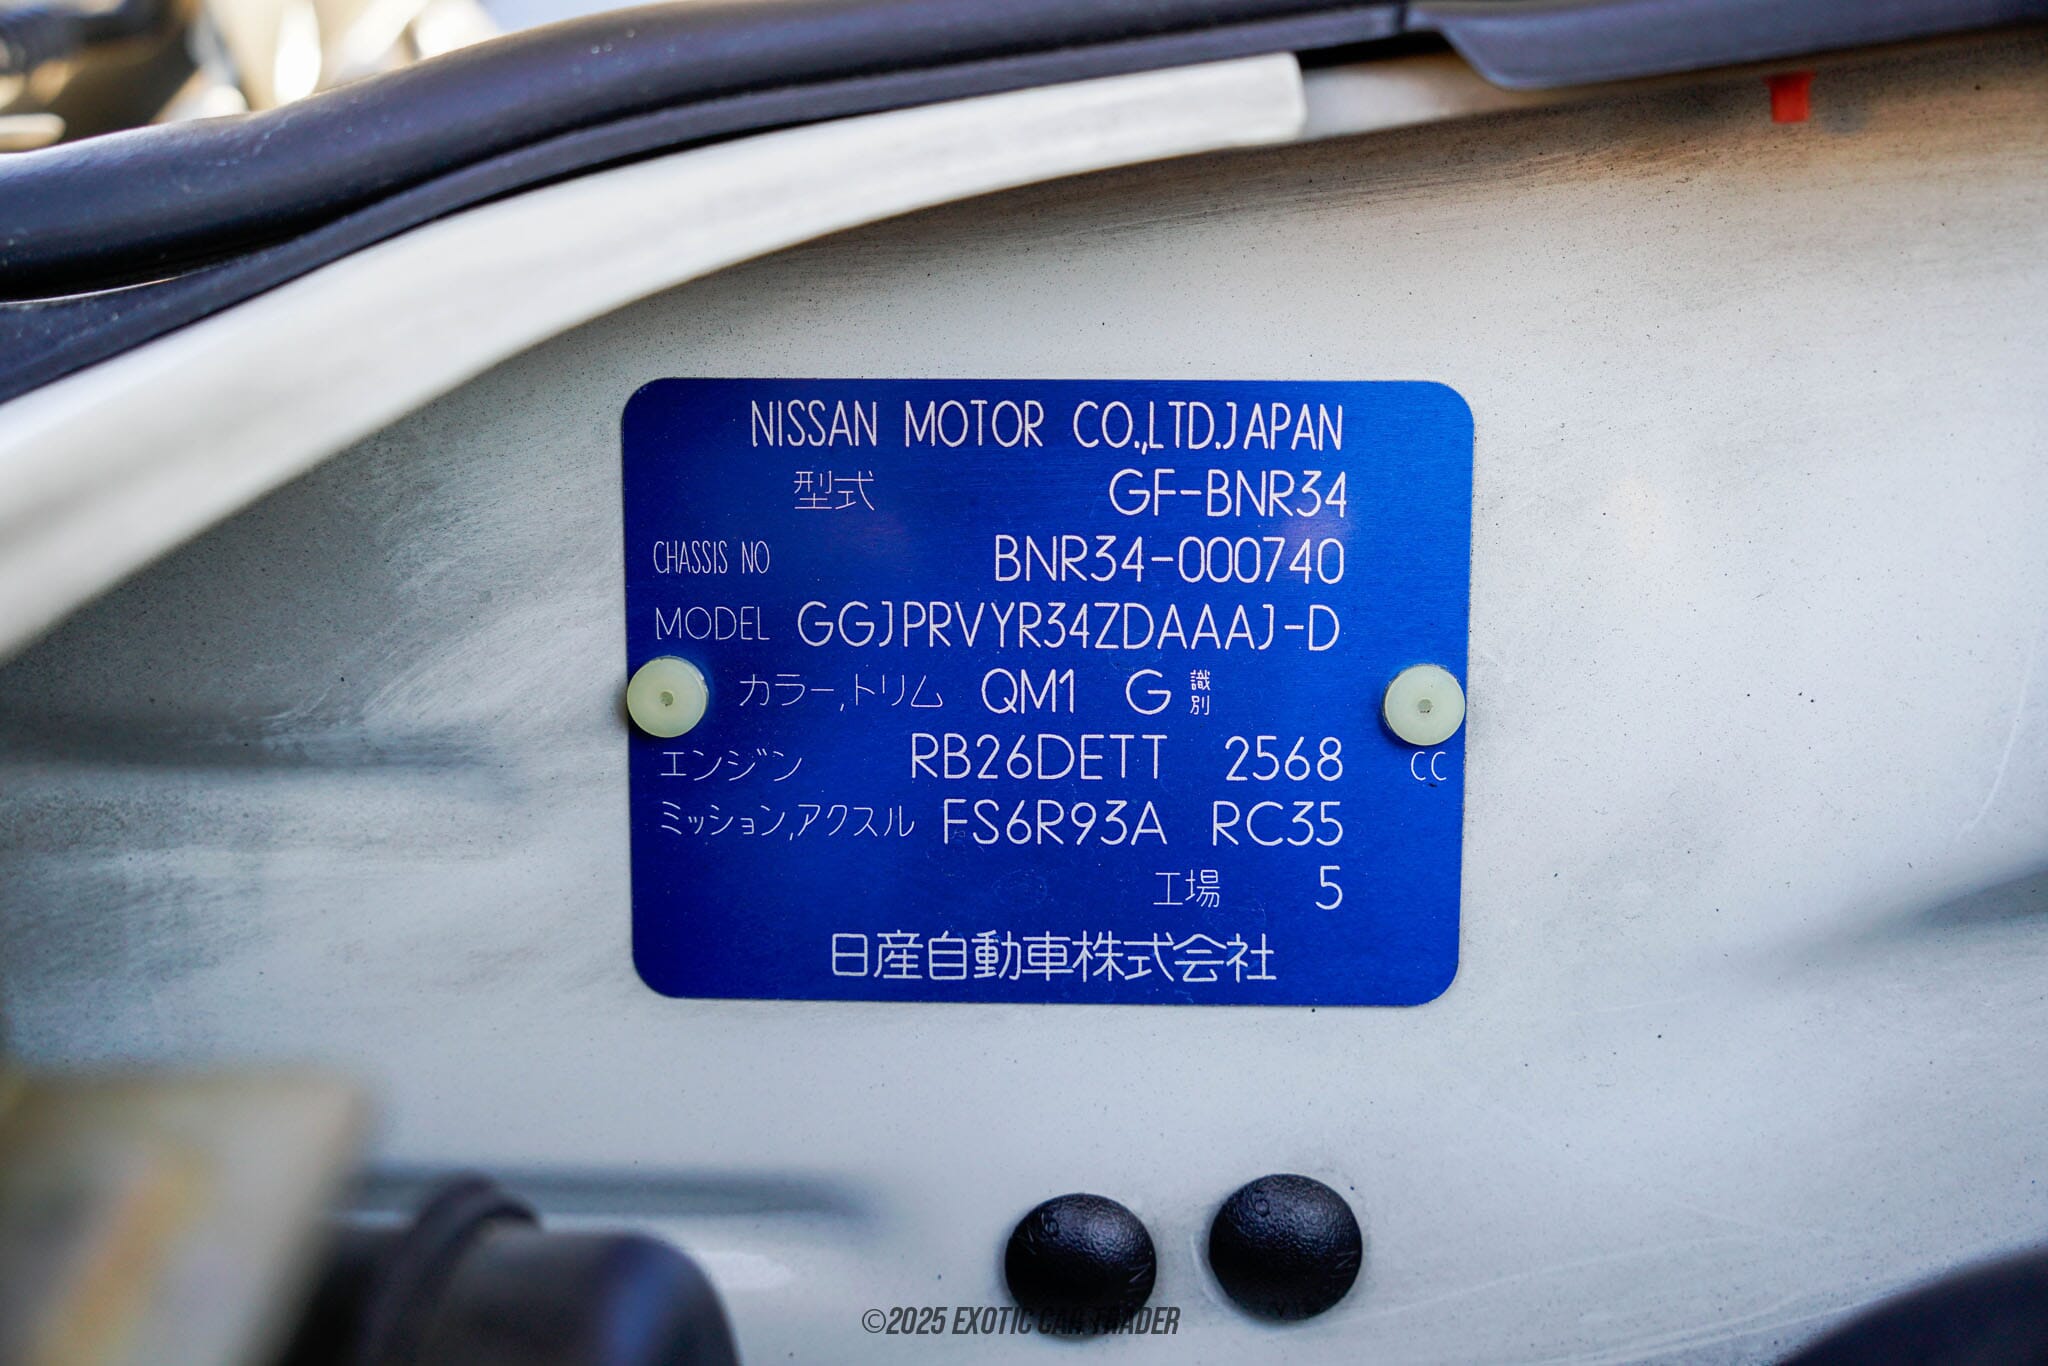 NISSAN MOTOR CO.,LTD.JAPAN
型式 GF-BNR34
CHASSIS NO BNR34-000740
MODEL GGJPRVYR34ZDAAAJ-D
カラー,トリム QM1 G 識別
エンジン RB26DETT 2568 CC
ミッション,アクスル FS6R93A RC35
工場 5
日産自動車株式会社
©2025 EXOTIC CAR TRADER